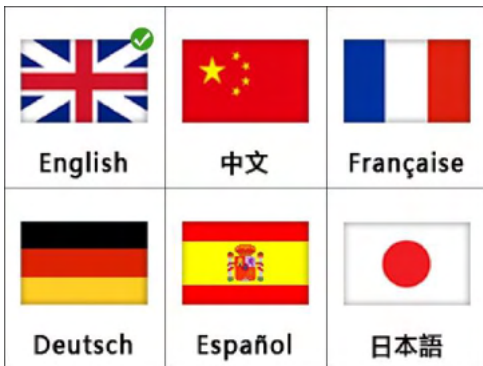 English
中文
Française
Deutsch
Español
日本語